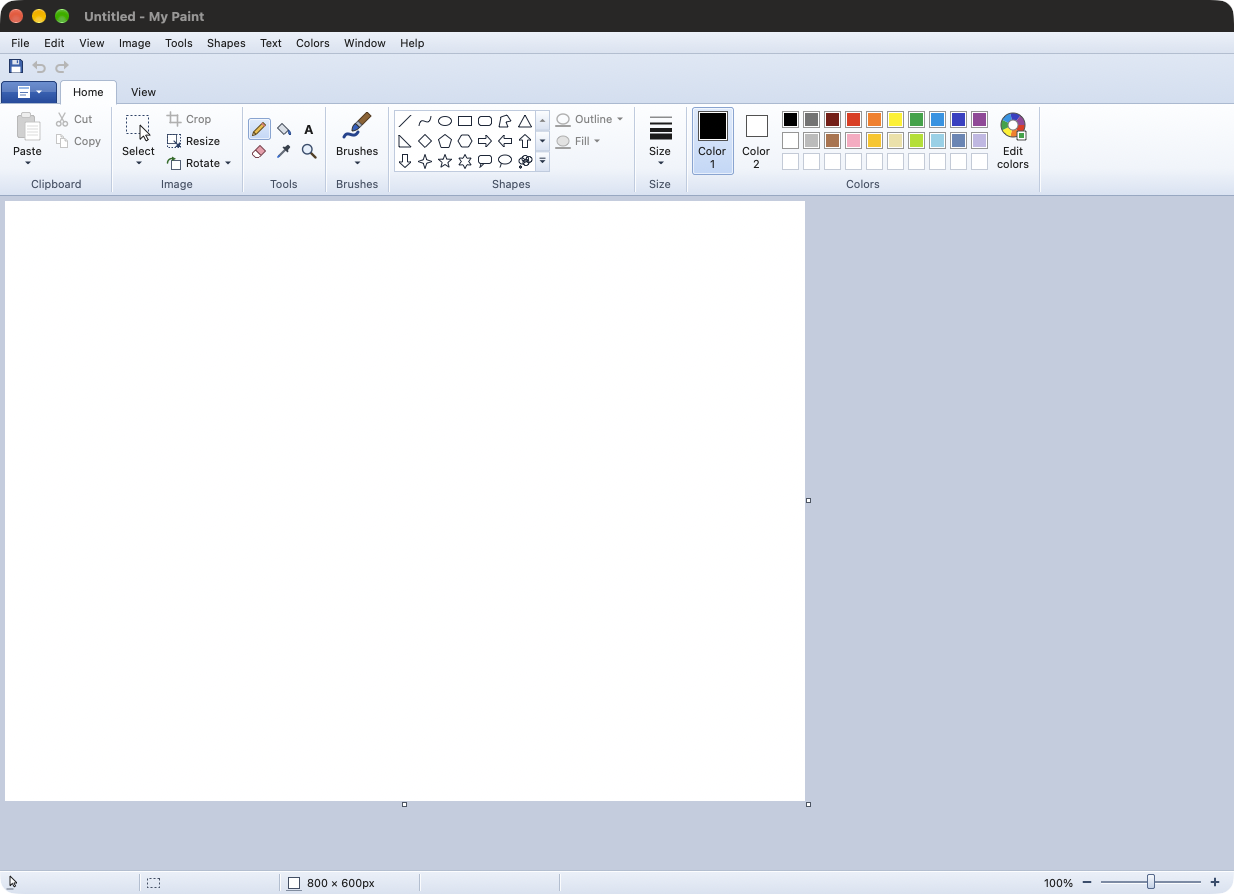 Untitled - My Paint
File Edit View Image Tools Shapes Text Colors Window Help
Home View
Paste
Cut
Copy
Clipboard
Select
Crop
Resize
Rotate
Image
A
Tools
Brushes
Brushes
Outline
Fill
Shapes
Size
Size
Color 1
Color 2
Edit colors
Colors
800 × 600px
100%